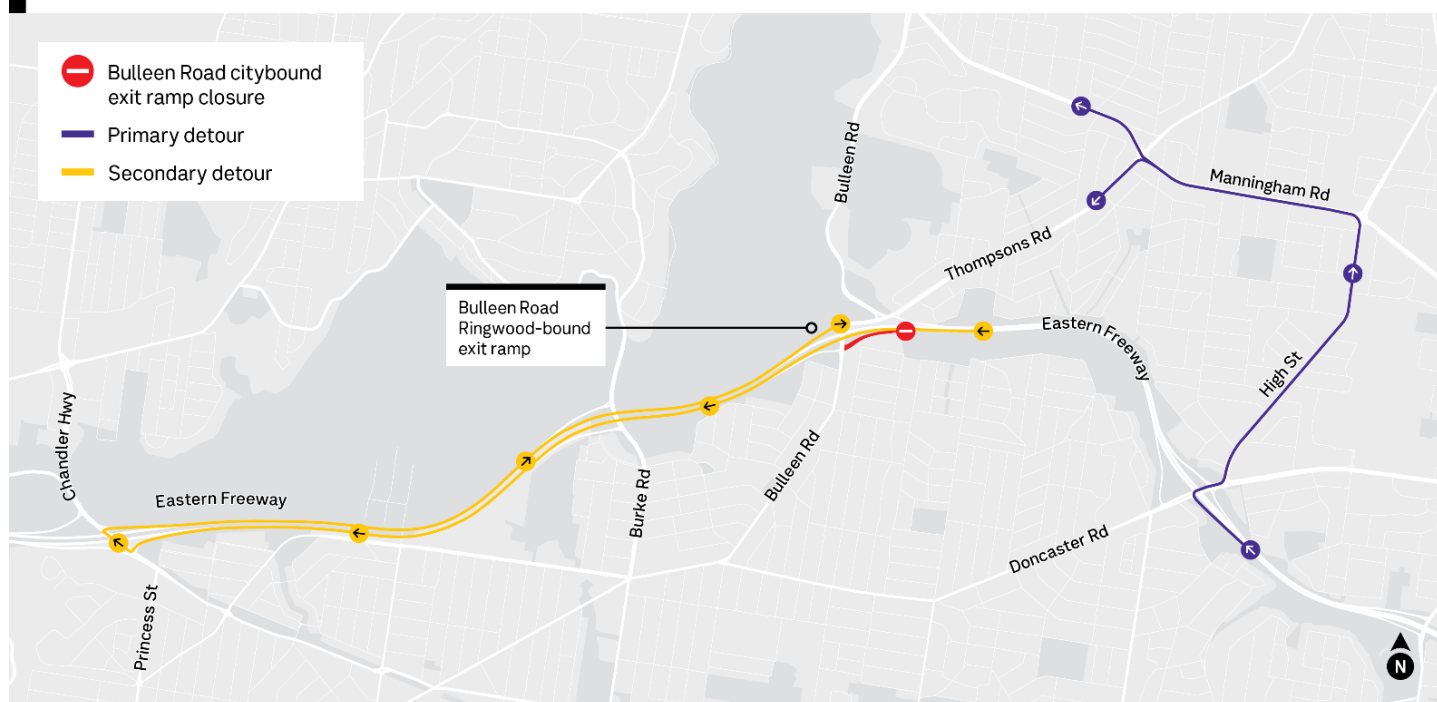 Bulleen Road citybound
exit ramp closure
Primary detour
Secondary detour
Bulleen Rd
Manningham Rd
Thompsons Rd
Bulleen Road
Ringwood-bound
exit ramp
Eastern Freeway
High St
Chandler Hwy
Bulleen Rd
Eastern Freeway
Burke Rd
Doncaster Rd
Princess St
N